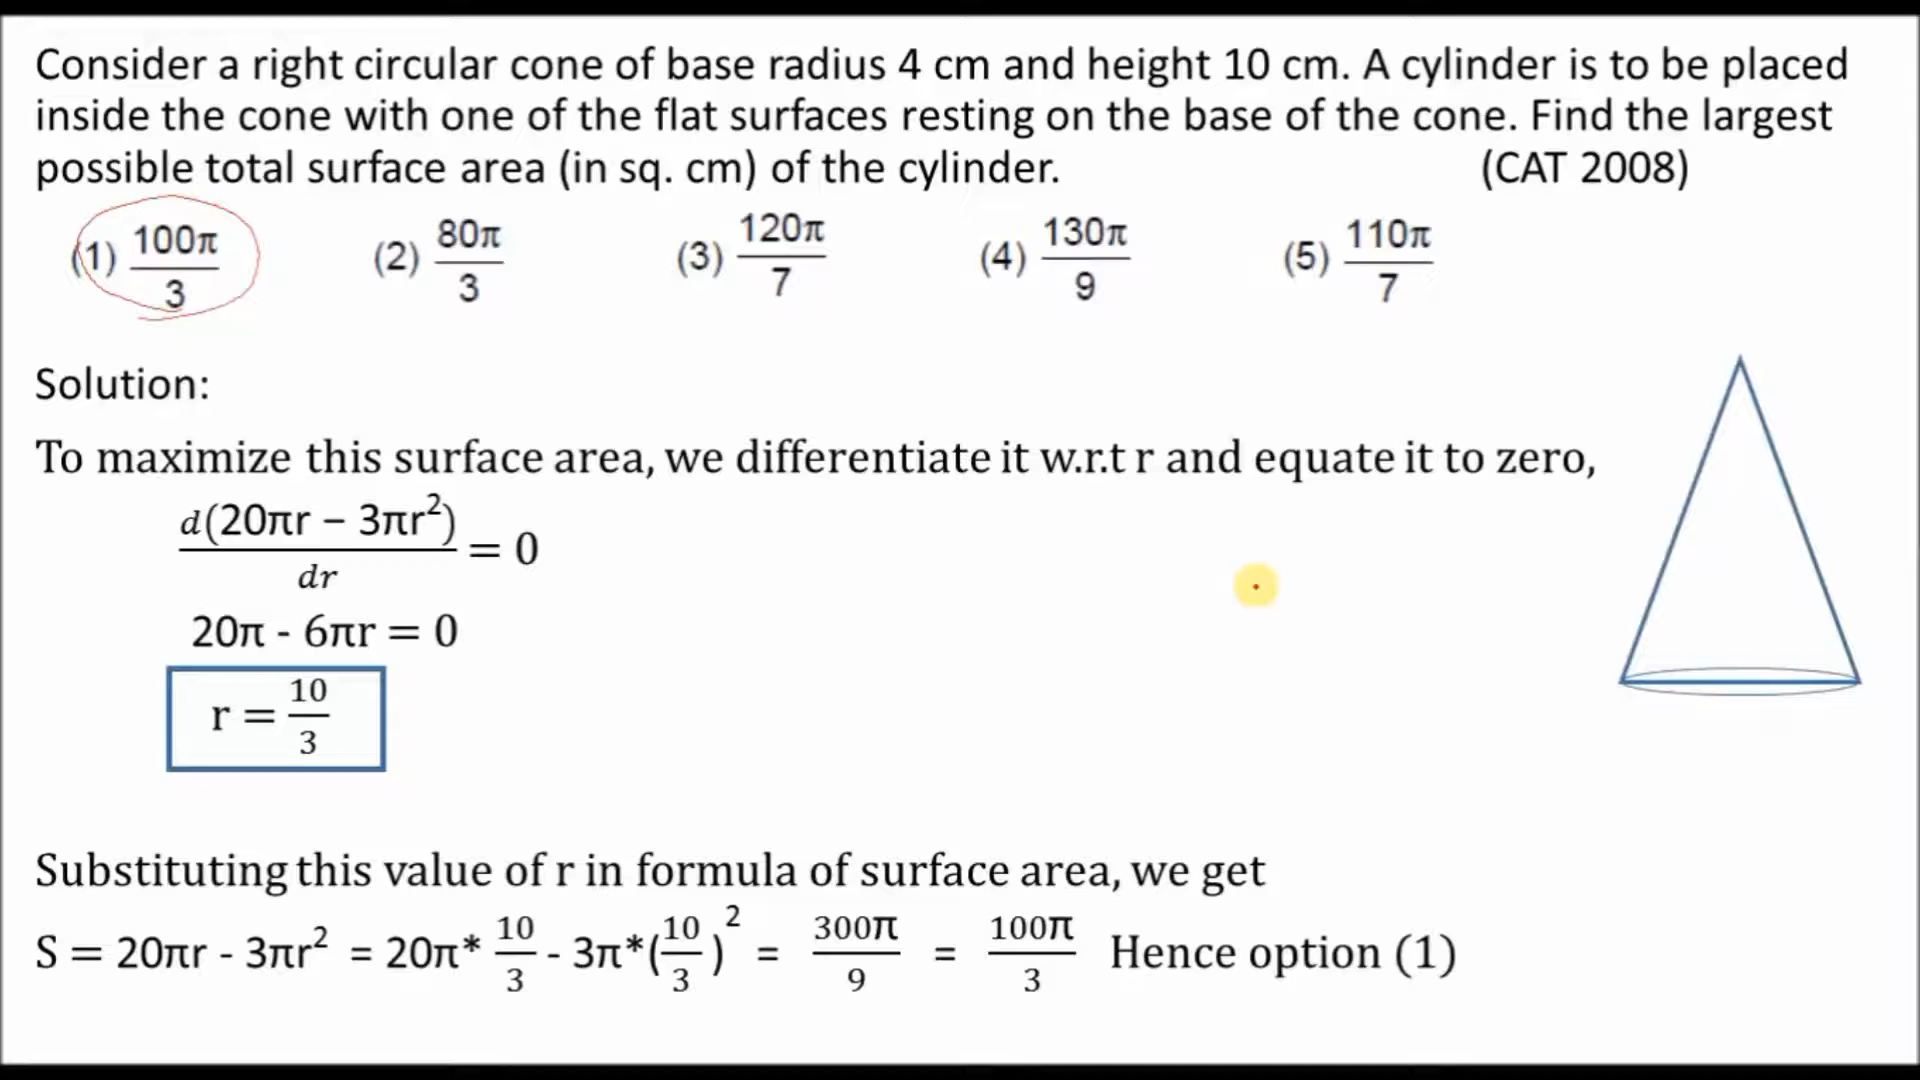 Consider a right circular cone of base radius 4 cm and height 10 cm. A cylinder is to be placed
inside the cone with one of the flat surfaces resting on the base of the cone. Find the largest
possible total surface area (in sq. cm) of the cylinder. (CAT 2008)
(1) 100π/3 (2) 80π/3 (3) 120π/7 (4) 130π/9 (5) 110π/7
Solution:
To maximize this surface area, we differentiate it w.r.t r and equate it to zero,
d(20πr − 3πr²)/dr = 0
20π - 6πr = 0
r = 10/3
Substituting this value of r in formula of surface area, we get
S = 20πr - 3πr² = 20π* 10/3 - 3π*(10/3)² = 300π/9 = 100π/3 Hence option (1)